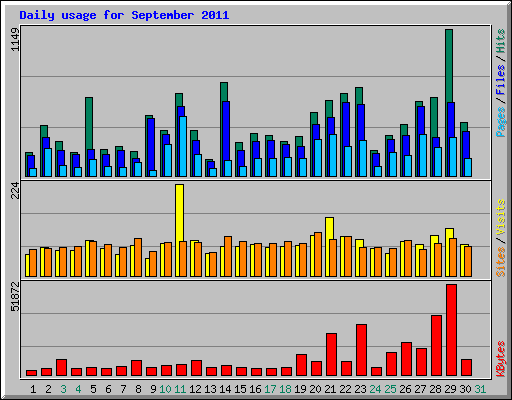 Daily usage for September 2011
1149
Pages / Files / Hits
224
Sites / Visits
51872
KBytes
1 2 3 4 5 6 7 8 9 10 11 12 13 14 15 16 17 18 19 20 21 22 23 24 25 26 27 28 29 30 31